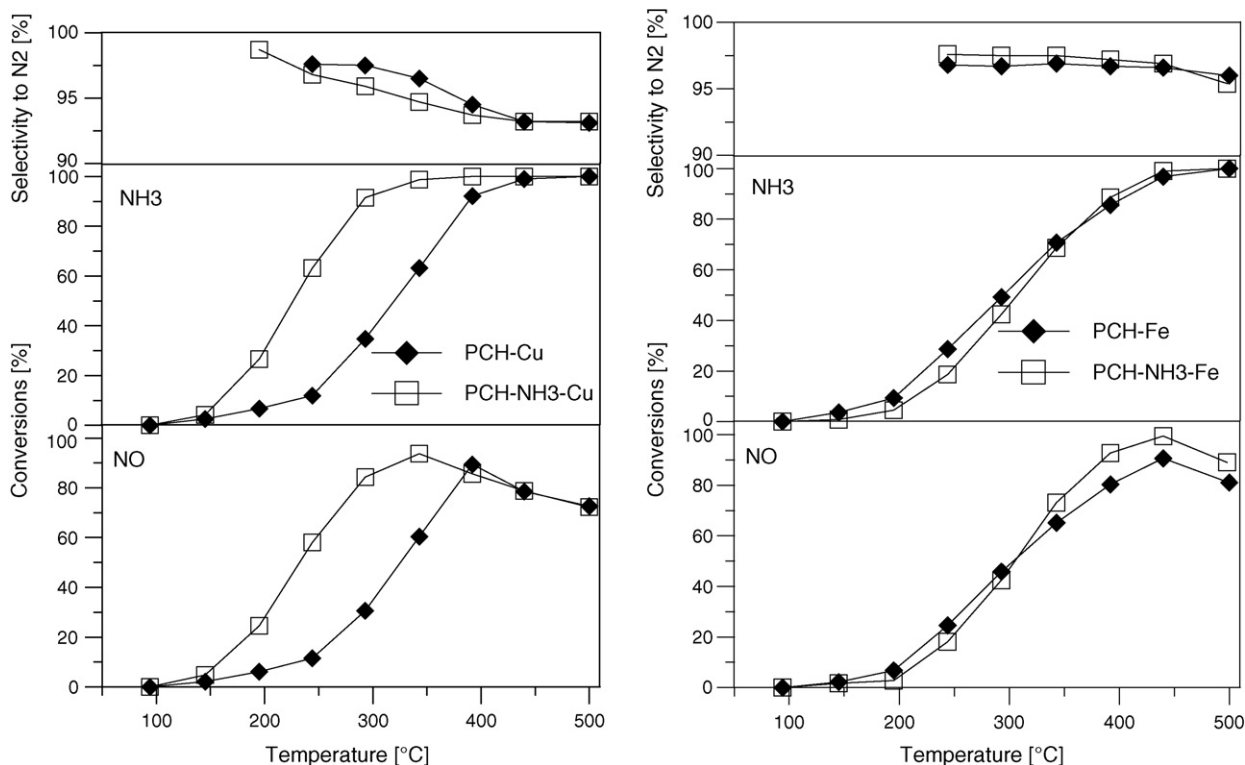 Selectivity to N2 [%]
100
95
90
NH3
100
80
60
40
20
0
PCH-Cu
PCH-NH3-Cu
Conversions [%]
NO
100
80
60
40
20
0
100
200
300
400
500
Temperature [°C]
Selectivity to N2 [%]
100
95
90
NH3
100
80
60
40
20
0
PCH-Fe
PCH-NH3-Fe
Conversions [%]
NO
100
80
60
40
20
0
100
200
300
400
500
Temperature [°C]